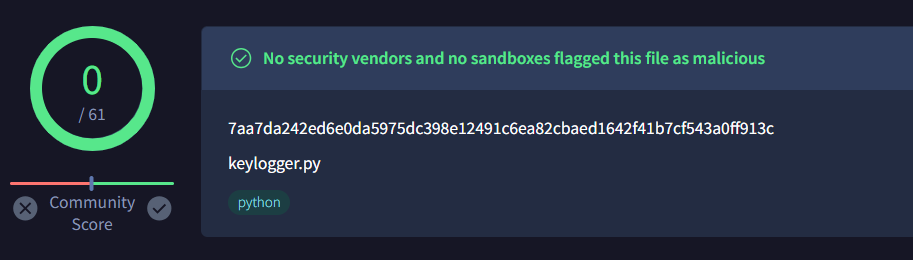 0
/ 61
Community
Score
No security vendors and no sandboxes flagged this file as malicious
7aa7da242ed6e0da5975dc398e12491c6ea82cbaed1642f41b7cf543a0ff913c
keylogger.py
python